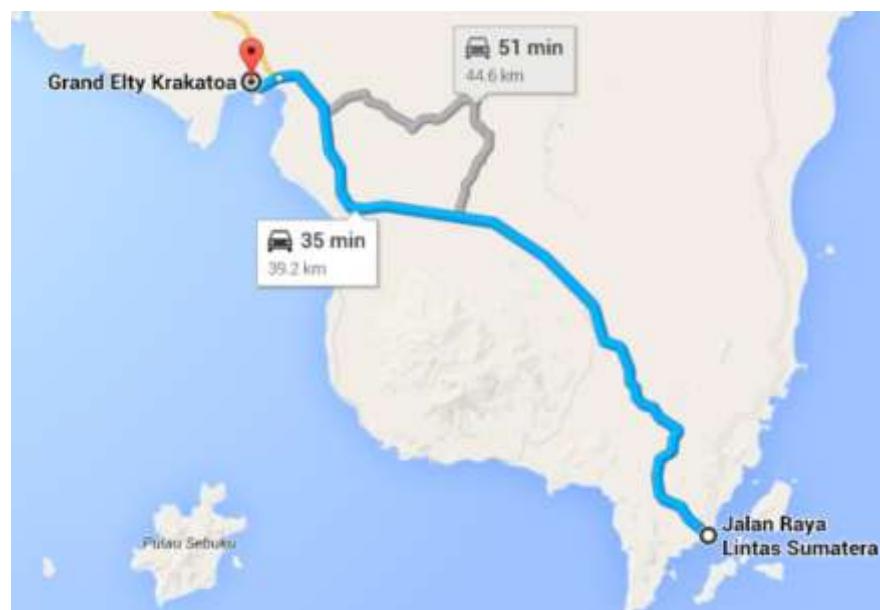 51 min
44.6 km
Grand Elty Krakatoa
35 min
39.2 km
Jalan Raya
Lintas Sumatera
Pulau Sebuku